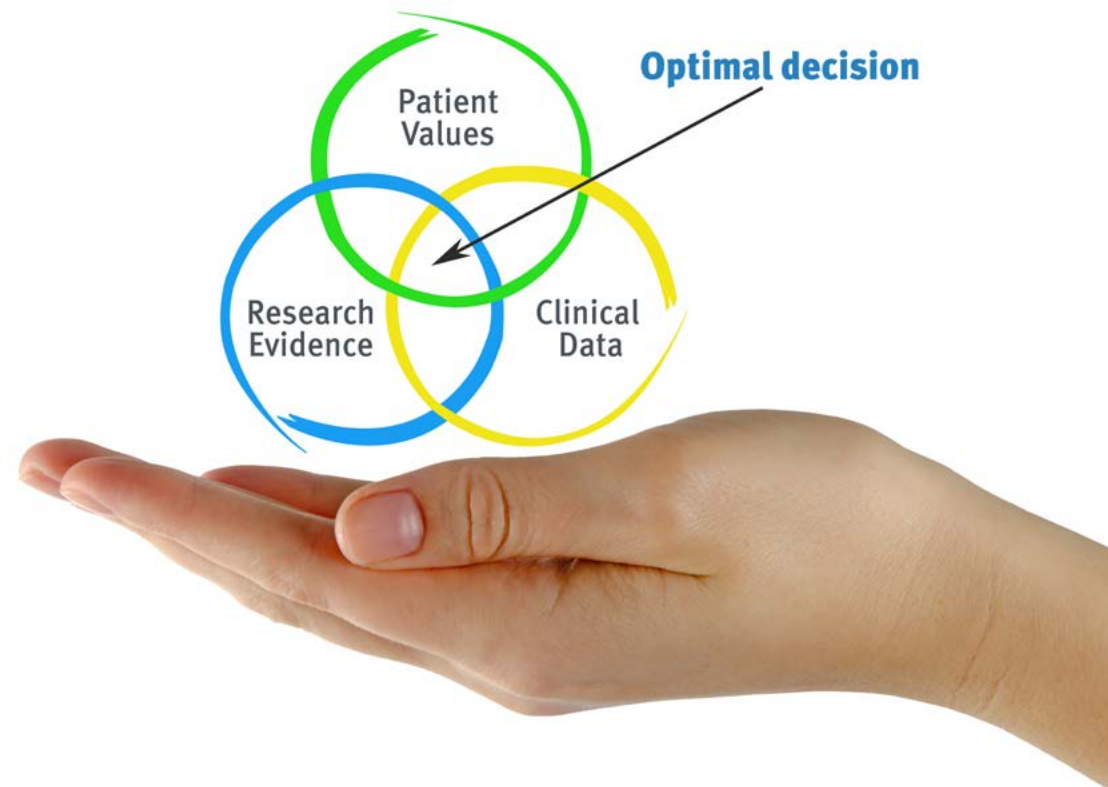 Optimal decision
Patient
Values
Research
Evidence
Clinical
Data